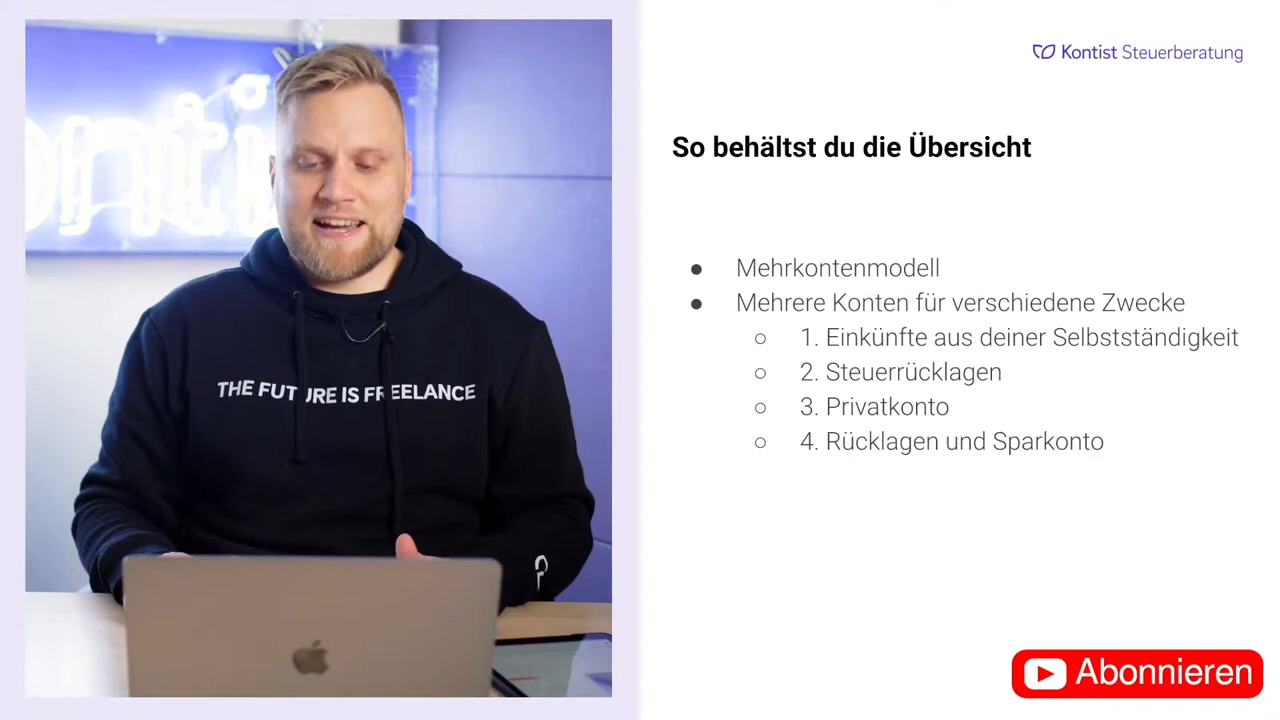 onti
Kontist Steuerberatung
So behältst du die Übersicht
● Mehrkontenmodell
● Mehrere Konten für verschiedene Zwecke
○ 1. Einkünfte aus deiner Selbstständigkeit
○ 2. Steuerrücklagen
○ 3. Privatkonto
○ 4. Rücklagen und Sparkonto
THE FUTURE IS FREELANCE
Abonnieren